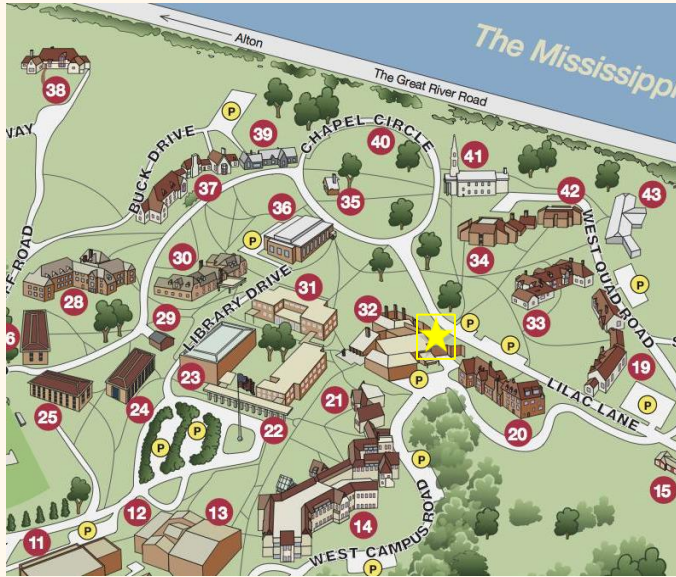 Alton
The Mississippi
The Great River Road
38
P
39
CHAPEL CIRCLE
40
41
WAY
BUCK DRIVE
37
35
42
43
36
P
WEST QUAD ROAD
34
30
28
LIBRARY DRIVE
31
P
32
33
29
P
P
6
23
P
19
24
21
LILAC LANE
P
25
22
20
P
P
P
15
12
13
14
11
P
WEST CAMPUS ROAD
P